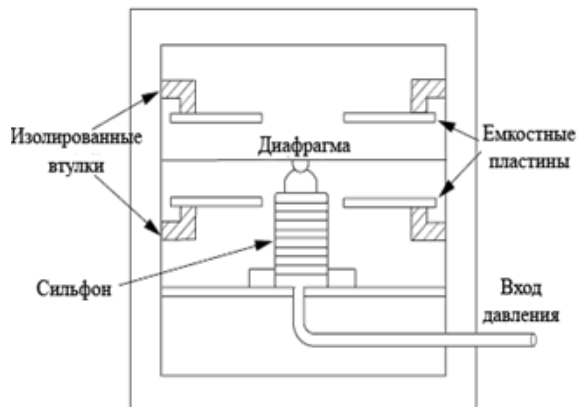 Изолированные
втулки
Диафрагма
Емкостные
пластины
Сильфон
Вход
давления